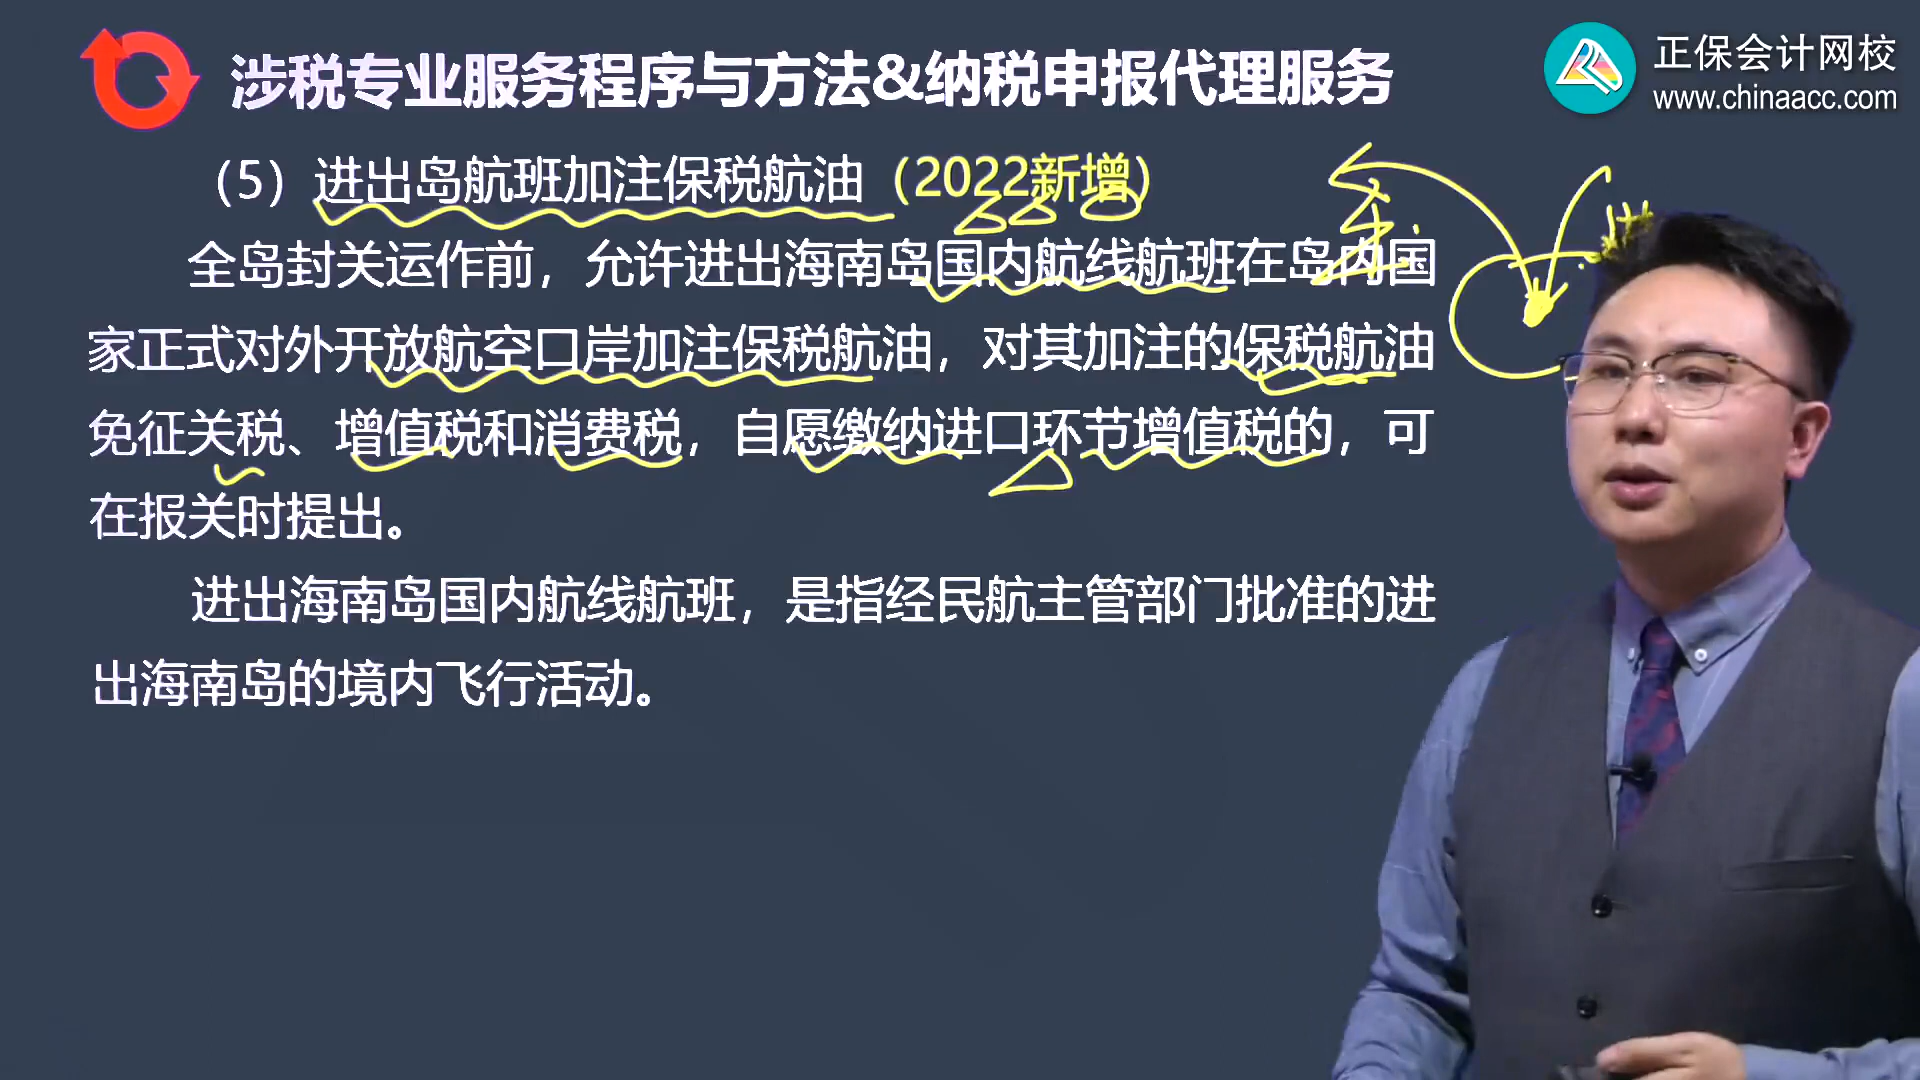 涉税专业服务程序与方法&纳税申报代理服务
正保会计网校
www.chinaacc.com
（5）进出岛航班加注保税航油（2022新增）
全岛封关运作前，允许进出海南岛国内航线航班在岛内国
家正式对外开放航空口岸加注保税航油，对其加注的保税航油
免征关税、增值税和消费税，自愿缴纳进口环节增值税的，可
在报关时提出。
进出海南岛国内航线航班，是指经民航主管部门批准的进
出海南岛的境内飞行活动。